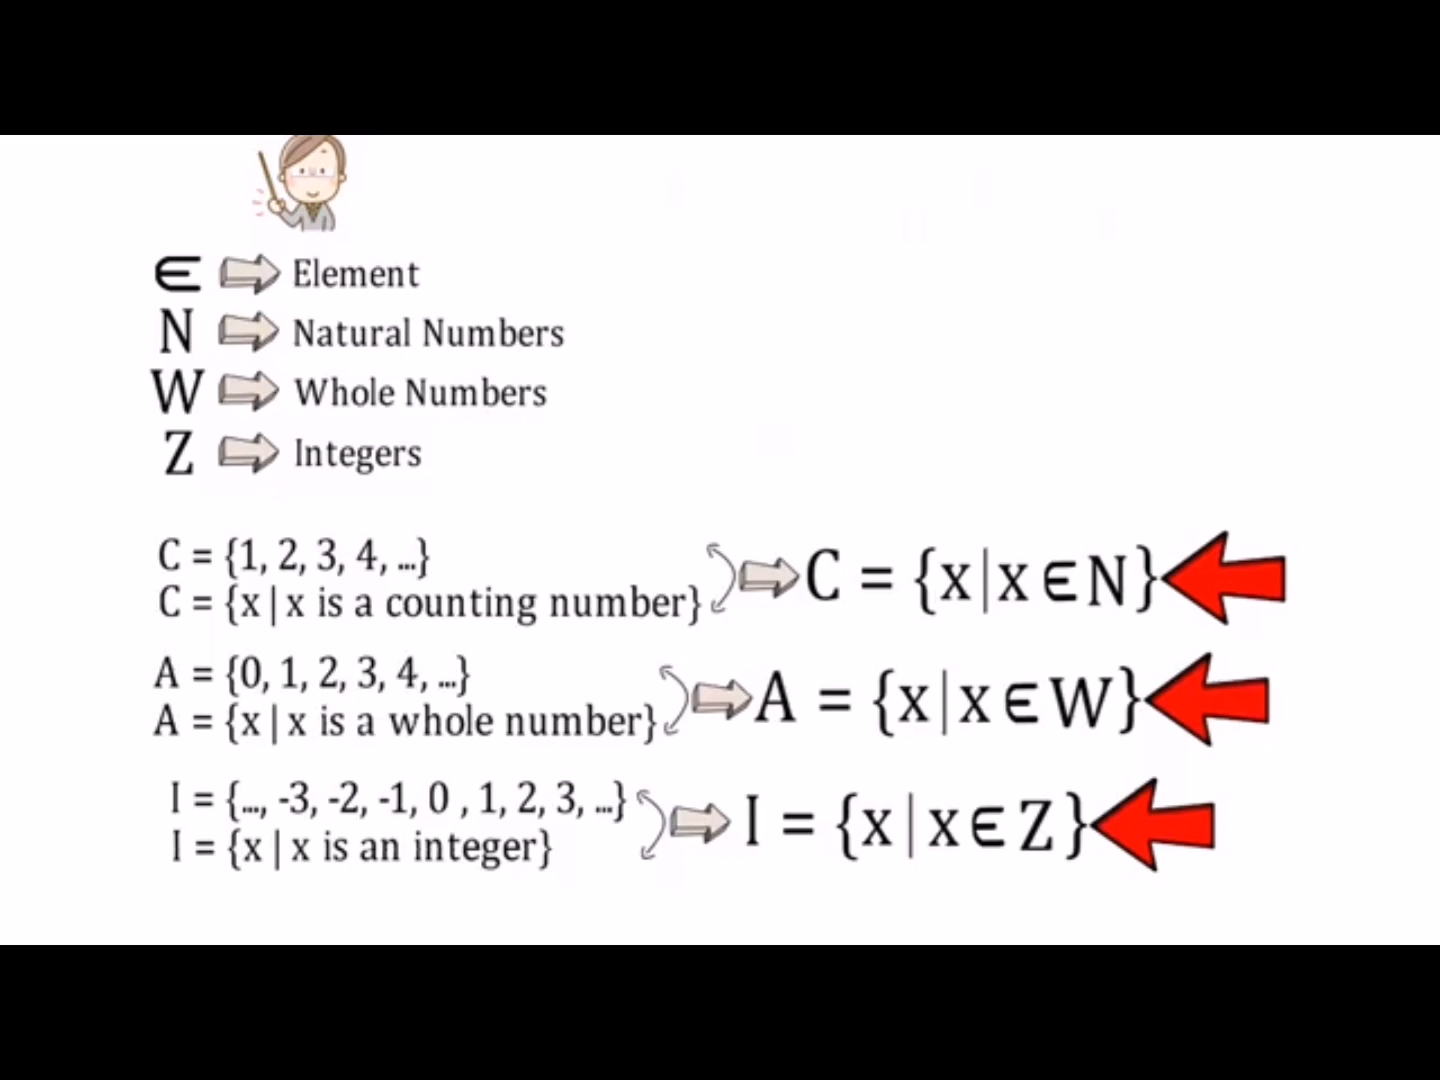 ∈ Element
N Natural Numbers
W Whole Numbers
Z Integers
C = {1, 2, 3, 4, ...}
C = {x | x is a counting number}
C = {x|x∈N}
A = {0, 1, 2, 3, 4, ...}
A = {x | x is a whole number}
A = {x|x∈W}
I = {..., -3, -2, -1, 0 , 1, 2, 3, ...}
I = {x | x is an integer}
I = {x|x∈Z}